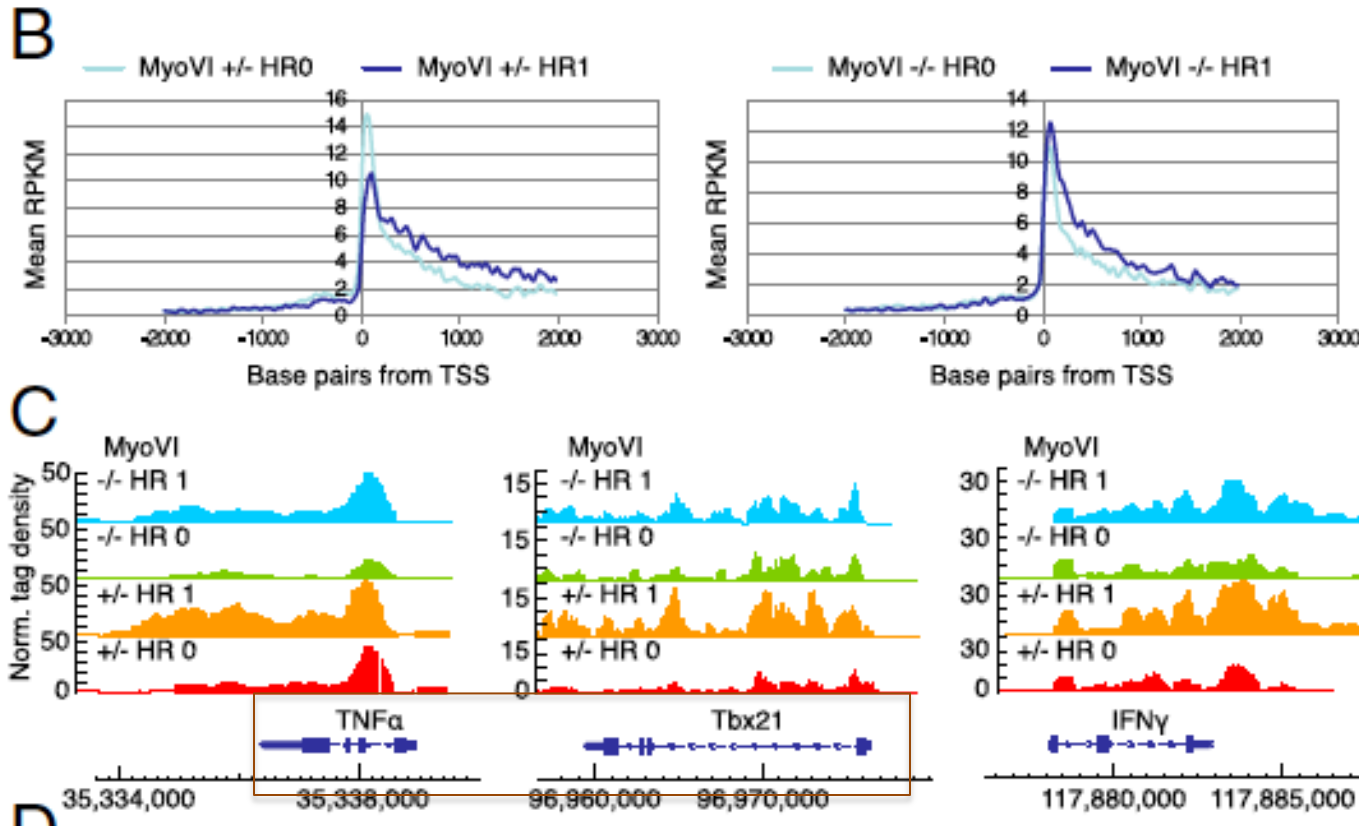 B
MyoVI +/- HR0 MyoVI +/- HR1
MyoVI -/- HR0 MyoVI -/- HR1
Mean RPKM
16
14
12
10
8
6
4
2
0
-3000 -2000 -1000 0 1000 2000 3000
Base pairs from TSS
Mean RPKM
14
12
10
8
6
4
2
0
-3000 -2000 -1000 0 1000 2000 3000
Base pairs from TSS
C
Norm. tag density
MyoVI
50 -/- HR 1
50 -/- HR 0
50 +/- HR 1
50 +/- HR 0
0
TNFα
35,334,000 35,338,000
MyoVI
15 -/- HR 1
15 -/- HR 0
15 +/- HR 1
15 +/- HR 0
0
Tbx21
96,960,000 96,970,000
MyoVI
30 -/- HR 1
30 -/- HR 0
30 +/- HR 1
30 +/- HR 0
0
IFNγ
117,880,000 117,885,000